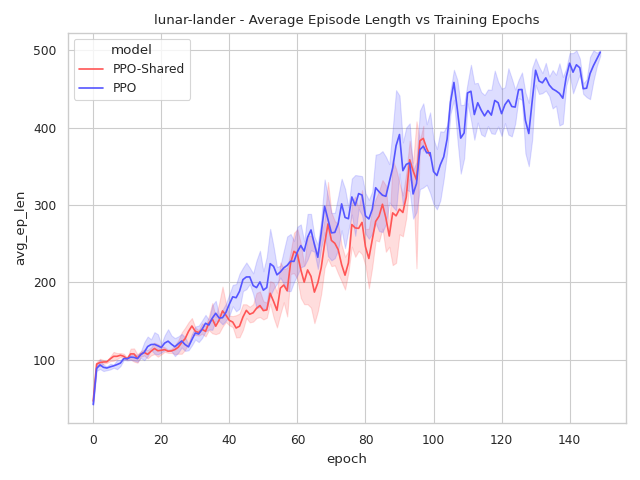 lunar-lander - Average Episode Length vs Training Epochs
model
PPO-Shared
PPO
avg_ep_len
500
400
300
200
100
0 20 40 60 80 100 120 140
epoch